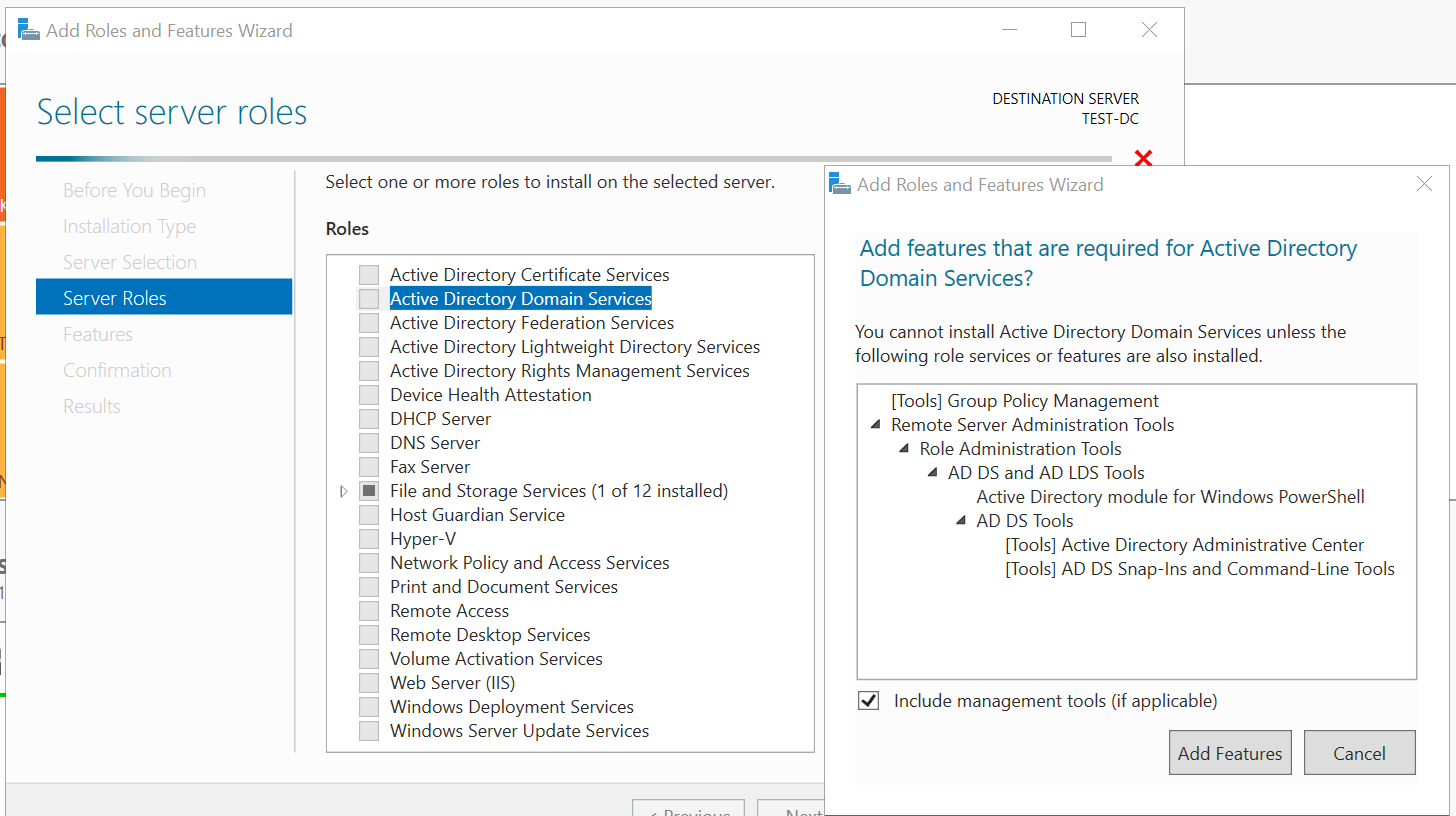 Add Roles and Features Wizard
Select server roles
DESTINATION SERVER
TEST-DC
Before You Begin
Installation Type
Server Selection
Server Roles
Features
Confirmation
Results
Select one or more roles to install on the selected server.
Roles
Active Directory Certificate Services
Active Directory Domain Services
Active Directory Federation Services
Active Directory Lightweight Directory Services
Active Directory Rights Management Services
Device Health Attestation
DHCP Server
DNS Server
Fax Server
File and Storage Services (1 of 12 installed)
Host Guardian Service
Hyper-V
Network Policy and Access Services
Print and Document Services
Remote Access
Remote Desktop Services
Volume Activation Services
Web Server (IIS)
Windows Deployment Services
Windows Server Update Services
< Previous
Next
Add Roles and Features Wizard
Add features that are required for Active Directory
Domain Services?
You cannot install Active Directory Domain Services unless the
following role services or features are also installed.
[Tools] Group Policy Management
Remote Server Administration Tools
Role Administration Tools
AD DS and AD LDS Tools
Active Directory module for Windows PowerShell
AD DS Tools
[Tools] Active Directory Administrative Center
[Tools] AD DS Snap-Ins and Command-Line Tools
Include management tools (if applicable)
Add Features
Cancel